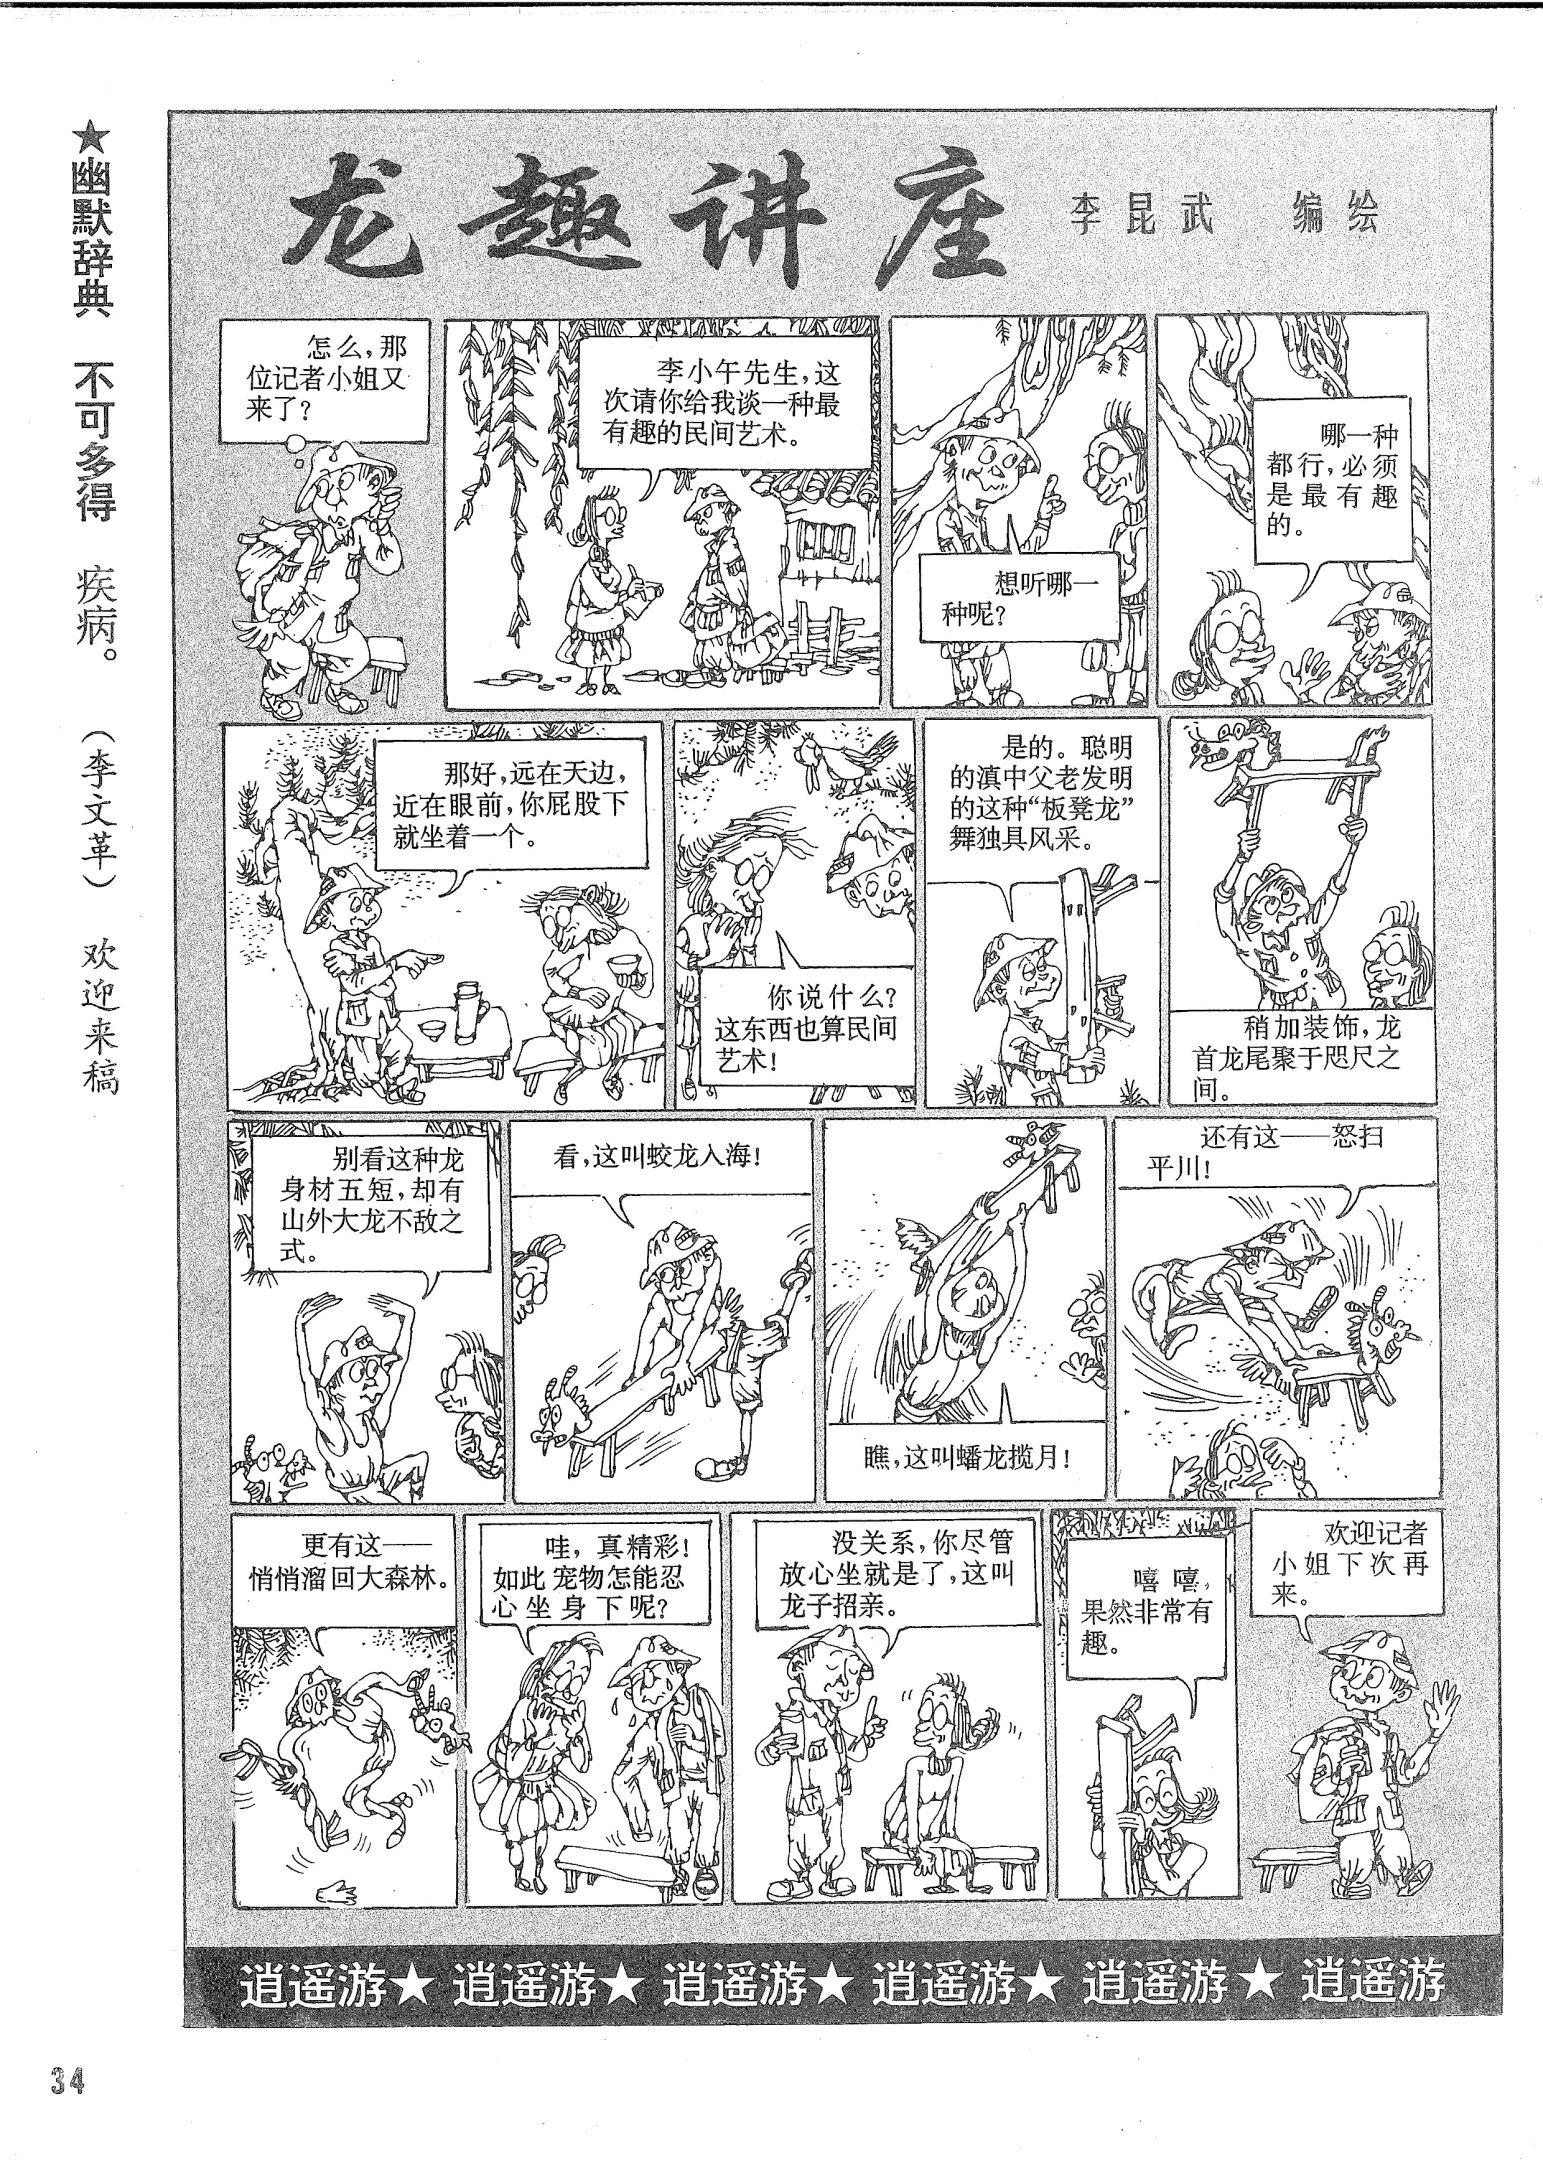 ★幽默辞典 不可多得 疾病。 (李文革) 欢迎来稿
龙趣讲座
李昆武 编绘
怎么,那
位记者小姐又
来了?
李小午先生,这
次请你给我谈一种最
有趣的民间艺术。
想听哪一
种呢?
哪一种
都行,必须
是最有趣
的。
那好,远在天边,
近在眼前,你屁股下
就坐着一个。
你说什么?
这东西也算民间
艺术!
是的。聪明
的滇中父老发明
的这种“板凳龙”
舞独具风采。
稍加装饰,龙
首龙尾聚于咫尺之
间。
别看这种龙
身材五短,却有
山外大龙不敌之
式。
看,这叫蛟龙入海!
瞧,这叫蟠龙揽月!
还有这——怒扫
平川!
更有这——
悄悄溜回大森林。
哇,真精彩!
如此宠物怎能忍
心坐身下呢?
没关系,你尽管
放心坐就是了,这叫
龙子招亲。
嘻嘻,
果然非常有
趣。
欢迎记者
小姐下次再
来。
逍遥游★逍遥游★逍遥游★逍遥游★逍遥游★逍遥游
34